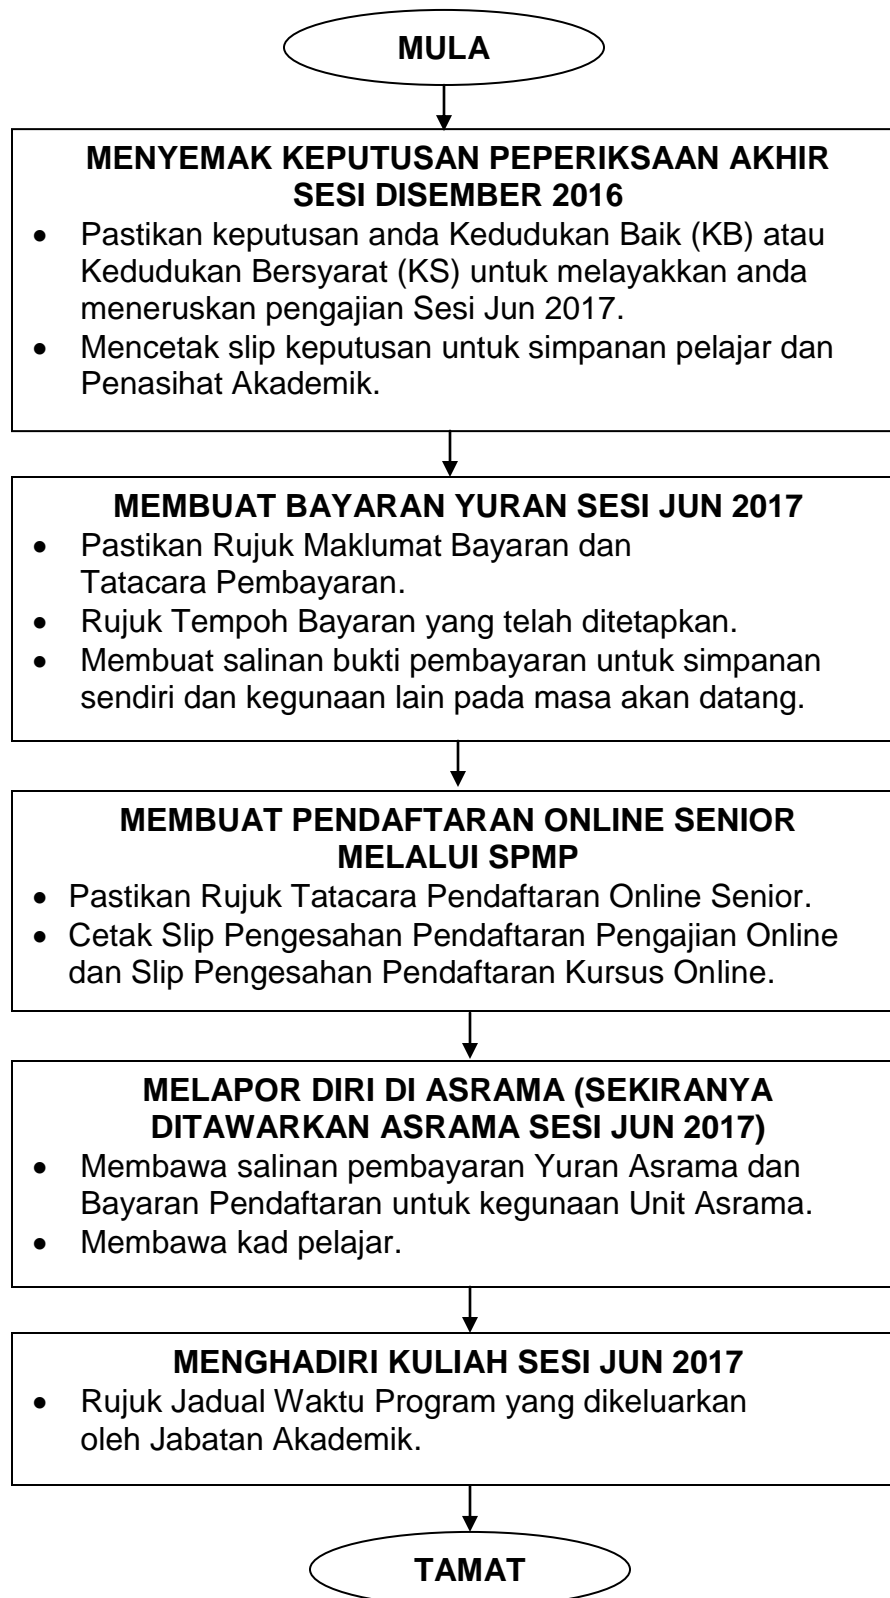 MULA
MENYEMAK KEPUTUSAN PEPERIKSAAN AKHIR
SESI DISEMBER 2016
• Pastikan keputusan anda Kedudukan Baik (KB) atau
Kedudukan Bersyarat (KS) untuk melayakkan anda
meneruskan pengajian Sesi Jun 2017.
• Mencetak slip keputusan untuk simpanan pelajar dan
Penasihat Akademik.
MEMBUAT BAYARAN YURAN SESI JUN 2017
• Pastikan Rujuk Maklumat Bayaran dan
Tatacara Pembayaran.
• Rujuk Tempoh Bayaran yang telah ditetapkan.
• Membuat salinan bukti pembayaran untuk simpanan
sendiri dan kegunaan lain pada masa akan datang.
MEMBUAT PENDAFTARAN ONLINE SENIOR
MELALUI SPMP
• Pastikan Rujuk Tatacara Pendaftaran Online Senior.
• Cetak Slip Pengesahan Pendaftaran Pengajian Online
dan Slip Pengesahan Pendaftaran Kursus Online.
MELAPOR DIRI DI ASRAMA (SEKIRANYA
DITAWARKAN ASRAMA SESI JUN 2017)
• Membawa salinan pembayaran Yuran Asrama dan
Bayaran Pendaftaran untuk kegunaan Unit Asrama.
• Membawa kad pelajar.
MENGHADIRI KULIAH SESI JUN 2017
• Rujuk Jadual Waktu Program yang dikeluarkan
oleh Jabatan Akademik.
TAMAT